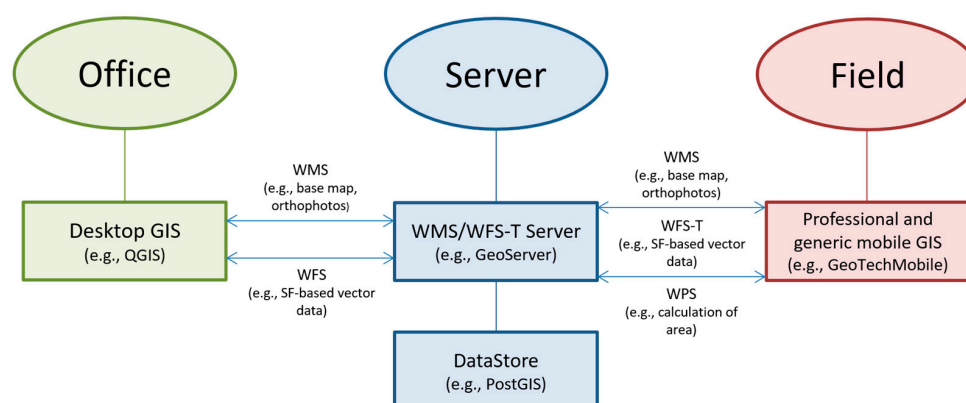 Office
Server
Field
WMS
(e.g., base map,
orthophotos)
WMS
(e.g., base map,
orthophotos)
Desktop GIS
(e.g., QGIS)
WMS/WFS-T Server
(e.g., GeoServer)
Professional and
generic mobile GIS
(e.g., GeoTechMobile)
WFS
(e.g., SF-based vector
data)
WFS-T
(e.g., SF-based vector
data)
WPS
(e.g., calculation of
area)
DataStore
(e.g., PostGIS)